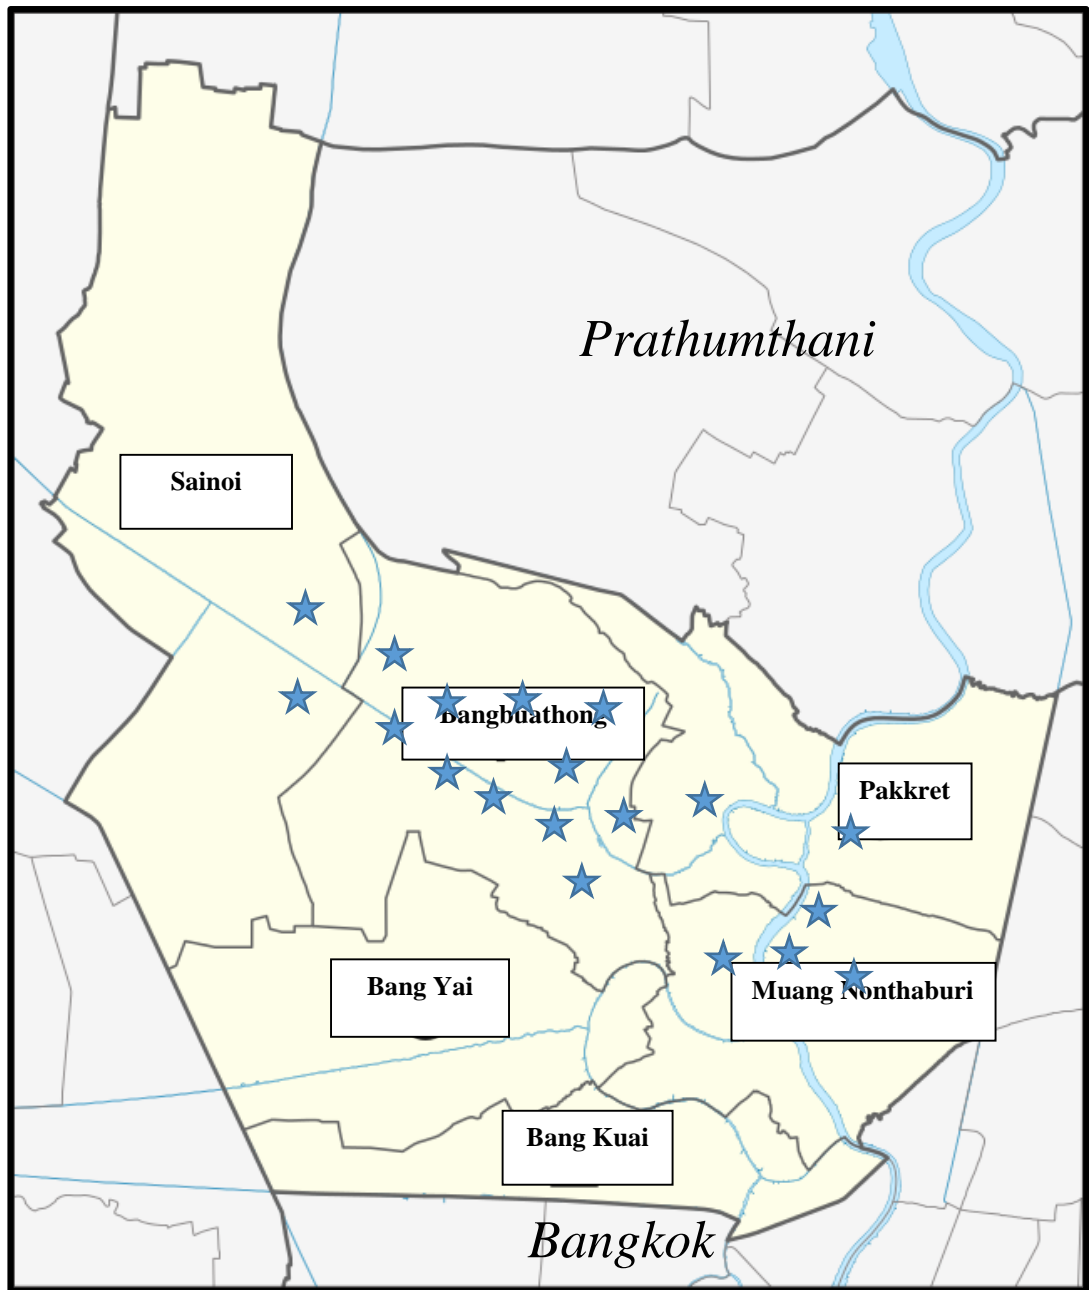 Prathumthani
Sainoi
Bangbuathong
Pakkret
Bang Yai
Muang Nonthaburi
Bang Kuai
Bangkok